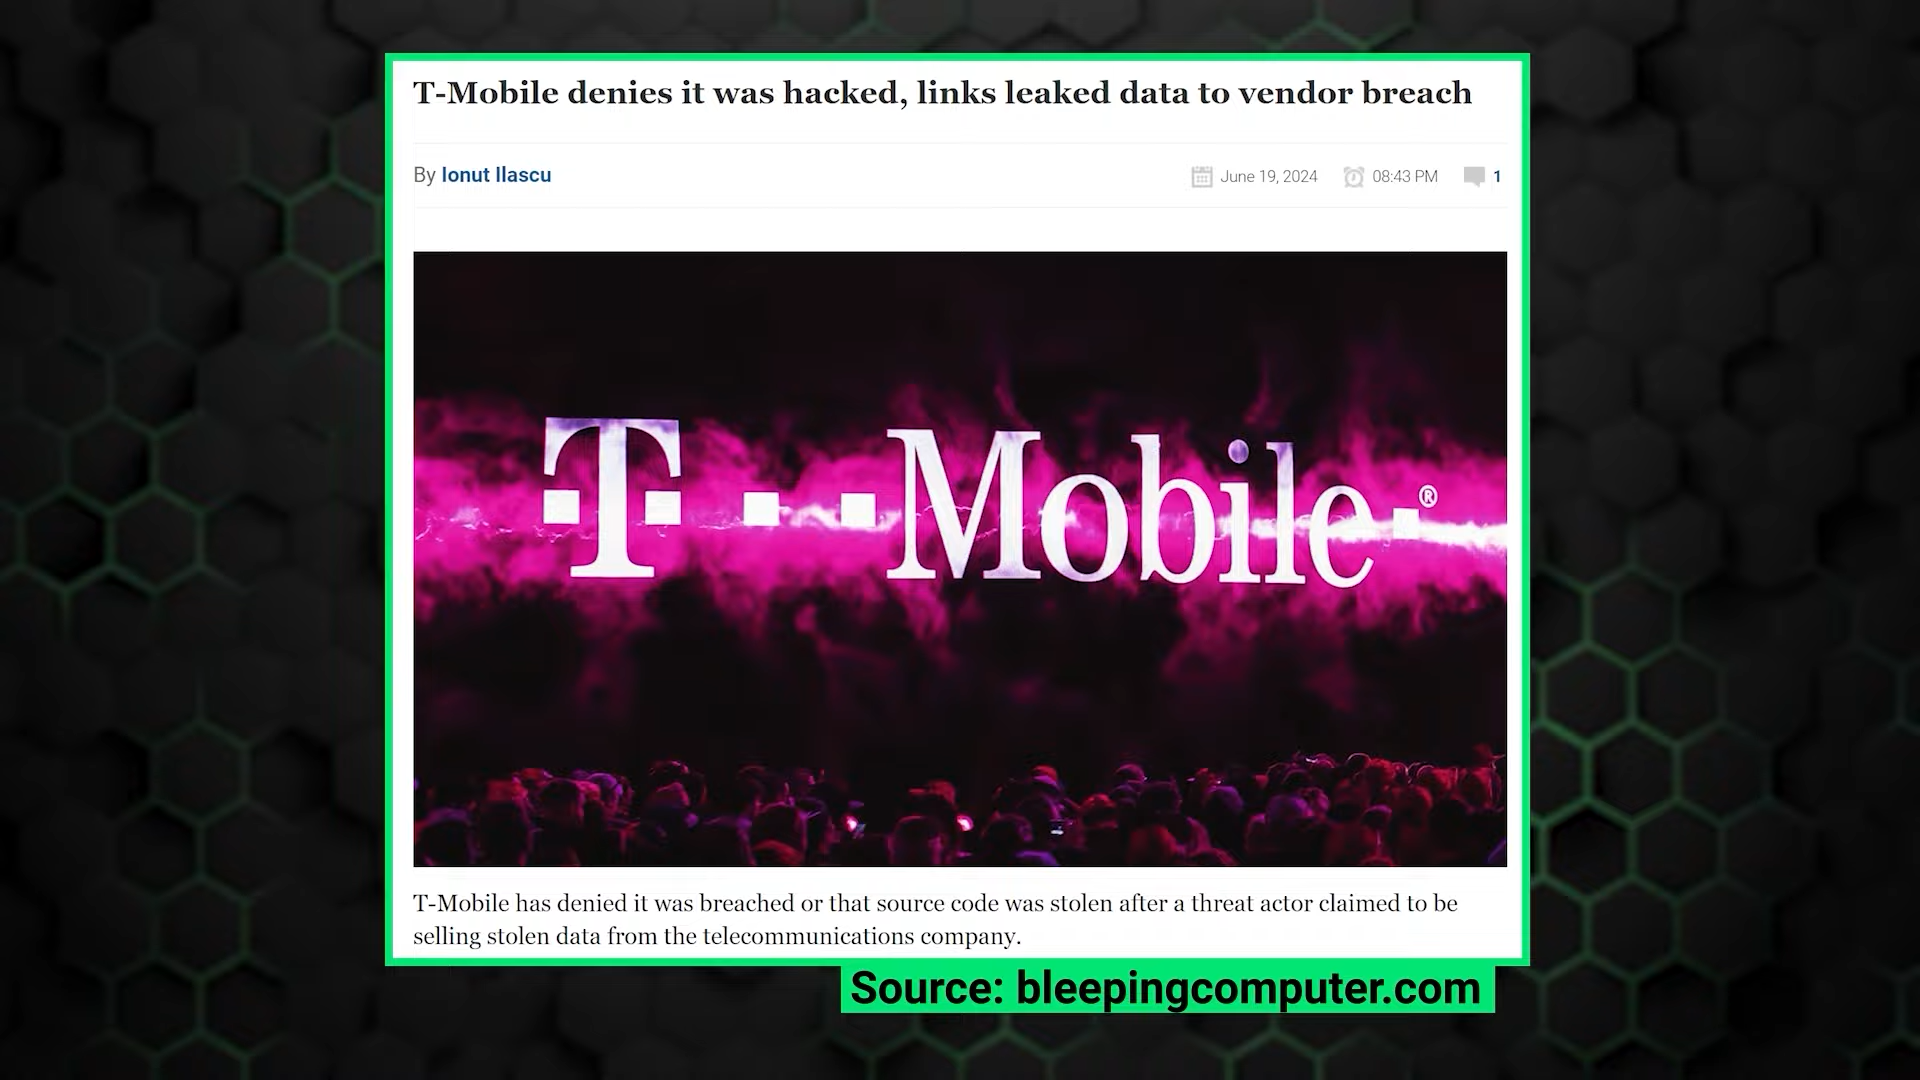 T-Mobile denies it was hacked, links leaked data to vendor breach
By Ionut Ilascu
June 19, 2024 08:43 PM 1
T Mobile ®
T-Mobile has denied it was breached or that source code was stolen after a threat actor claimed to be
selling stolen data from the telecommunications company.
Source: bleepingcomputer.com